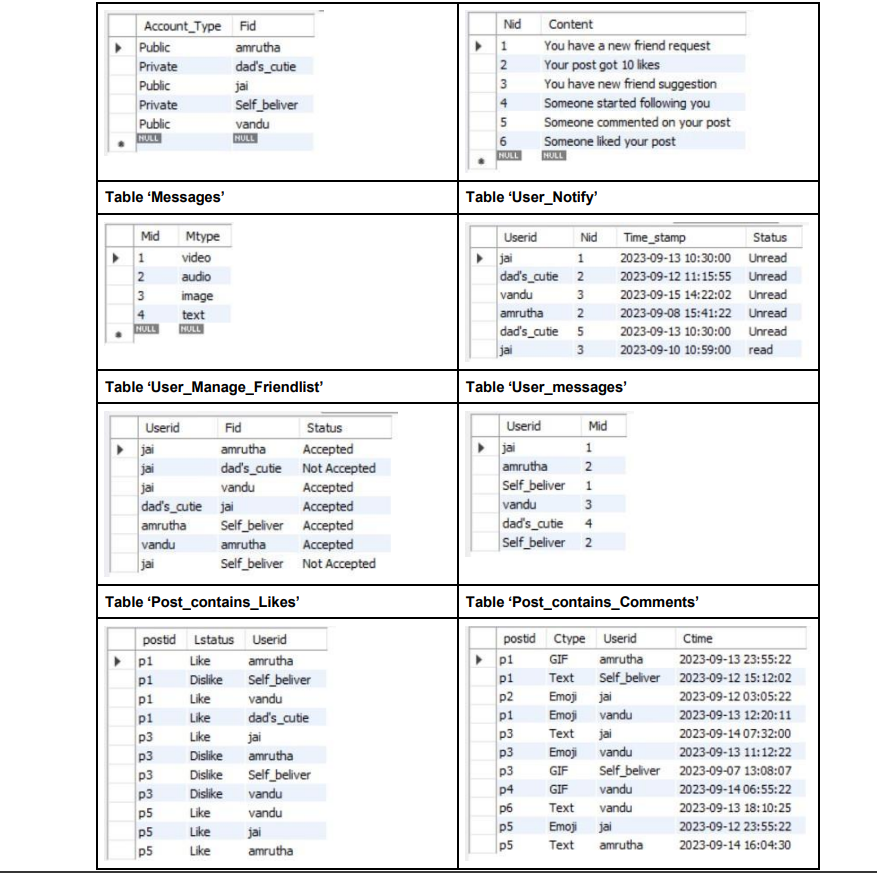 Account_Type Fid
Public amrutha
Private dad's_cutie
Public jai
Private Self_beliver
Public vandu
NULL NULL
Nid Content
1 You have a new friend request
2 Your post got 10 likes
3 You have new friend suggestion
4 Someone started following you
5 Someone commented on your post
6 Someone liked your post
NULL NULL
Table ‘Messages’
Table ‘User_Notify’
Mid Mtype
1 video
2 audio
3 image
4 text
NULL NULL
Userid Nid Time_stamp Status
jai 1 2023-09-13 10:30:00 Unread
dad's_cutie 2 2023-09-12 11:15:55 Unread
vandu 3 2023-09-15 14:22:02 Unread
amrutha 2 2023-09-08 15:41:22 Unread
dad's_cutie 5 2023-09-13 10:30:00 Unread
jai 3 2023-09-10 10:59:00 read
Table ‘User_Manage_Friendlist’
Table ‘User_messages’
Userid Fid Status
jai amrutha Accepted
jai dad's_cutie Not Accepted
jai vandu Accepted
dad's_cutie jai Accepted
amrutha Self_beliver Accepted
vandu amrutha Accepted
jai Self_beliver Not Accepted
Userid Mid
jai 1
amrutha 2
Self_beliver 1
vandu 3
dad's_cutie 4
Self_beliver 2
Table ‘Post_contains_Likes’
Table ‘Post_contains_Comments’
postid Lstatus Userid
p1 Like amrutha
p1 Dislike Self_beliver
p1 Like vandu
p1 Like dad's_cutie
p3 Like jai
p3 Dislike amrutha
p3 Dislike Self_beliver
p3 Dislike vandu
p5 Like vandu
p5 Like jai
p5 Like amrutha
postid Ctype Userid Ctime
p1 GIF amrutha 2023-09-13 23:55:22
p1 Text Self_beliver 2023-09-12 15:12:02
p2 Emoji jai 2023-09-12 03:05:22
p1 Emoji vandu 2023-09-13 12:20:11
p3 Text jai 2023-09-14 07:32:00
p3 Emoji vandu 2023-09-13 11:12:22
p3 GIF Self_beliver 2023-09-07 13:08:07
p4 GIF vandu 2023-09-14 06:55:22
p6 Text vandu 2023-09-13 18:10:25
p5 Emoji jai 2023-09-12 23:55:22
p5 Text amrutha 2023-09-14 16:04:30